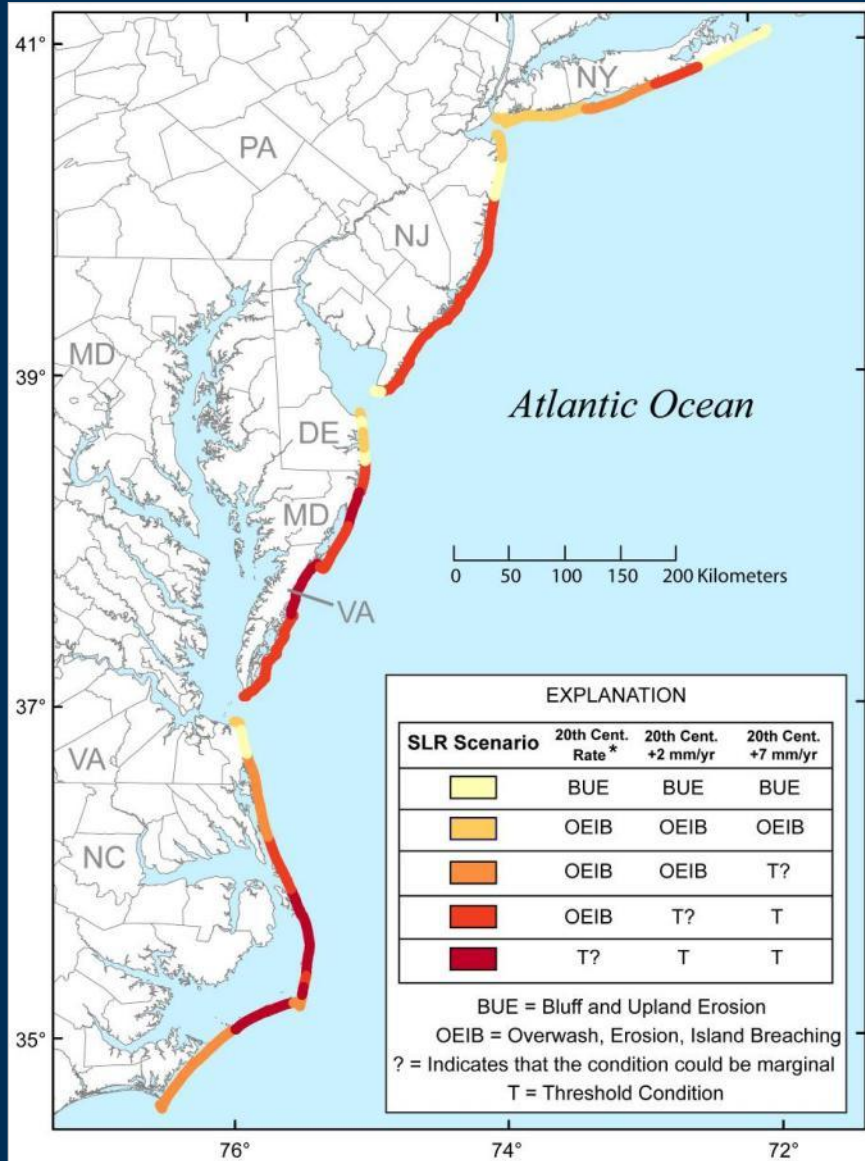 41°
NY
PA
NJ
MD
39°
Atlantic Ocean
DE
MD
0 50 100 150 200 Kilometers
VA
37°
VA
NC
35°
76° 74° 72°
EXPLANATION
SLR Scenario 20th Cent. Rate * 20th Cent. +2 mm/yr 20th Cent. +7 mm/yr
BUE BUE BUE
OEIB OEIB OEIB
OEIB OEIB T?
OEIB T? T
T? T T
BUE = Bluff and Upland Erosion
OEIB = Overwash, Erosion, Island Breaching
? = Indicates that the condition could be marginal
T = Threshold Condition